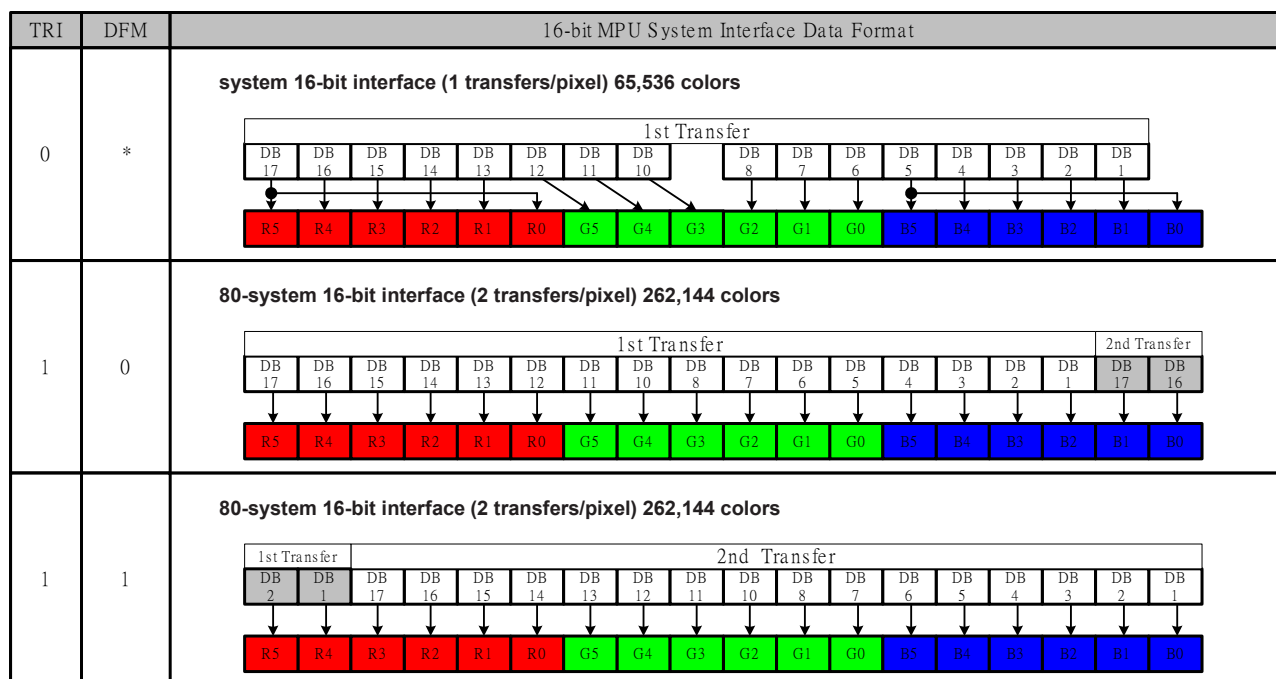 TRI DFM 16-bit MPU System Interface Data Format
system 16-bit interface (1 transfers/pixel) 65,536 colors
0 *
1st Transfer
DB 17 DB 16 DB 15 DB 14 DB 13 DB 12 DB 11 DB 10 DB 8 DB 7 DB 6 DB 5 DB 4 DB 3 DB 2 DB 1
R5 R4 R3 R2 R1 R0 G5 G4 G3 G2 G1 G0 B5 B4 B3 B2 B1 B0
80-system 16-bit interface (2 transfers/pixel) 262,144 colors
1 0
1st Transfer 2nd Transfer
DB 17 DB 16 DB 15 DB 14 DB 13 DB 12 DB 11 DB 10 DB 8 DB 7 DB 6 DB 5 DB 4 DB 3 DB 2 DB 1 DB 17 DB 16
R5 R4 R3 R2 R1 R0 G5 G4 G3 G2 G1 G0 B5 B4 B3 B2 B1 B0
80-system 16-bit interface (2 transfers/pixel) 262,144 colors
1 1
1st Transfer 2nd Transfer
DB 2 DB 1 DB 17 DB 16 DB 15 DB 14 DB 13 DB 12 DB 11 DB 10 DB 8 DB 7 DB 6 DB 5 DB 4 DB 3 DB 2 DB 1
R5 R4 R3 R2 R1 R0 G5 G4 G3 G2 G1 G0 B5 B4 B3 B2 B1 B0